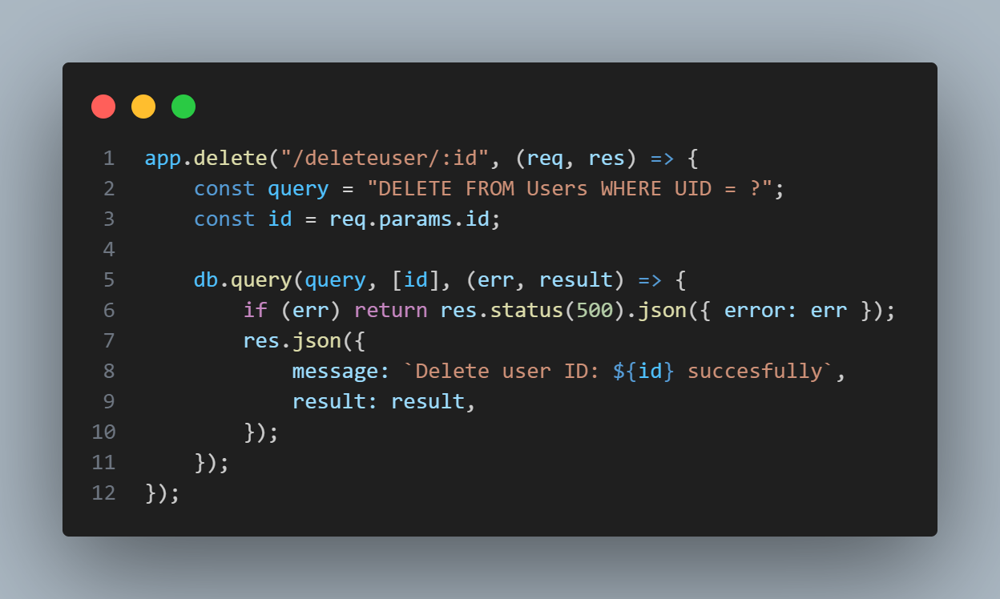 1 app.delete("/deleteuser/:id", (req, res) => {
2     const query = "DELETE FROM Users WHERE UID = ?";
3     const id = req.params.id;
4
5     db.query(query, [id], (err, result) => {
6         if (err) return res.status(500).json({ error: err });
7         res.json({
8             message: `Delete user ID: ${id} succesfully`,
9             result: result,
10         });
11     });
12 });